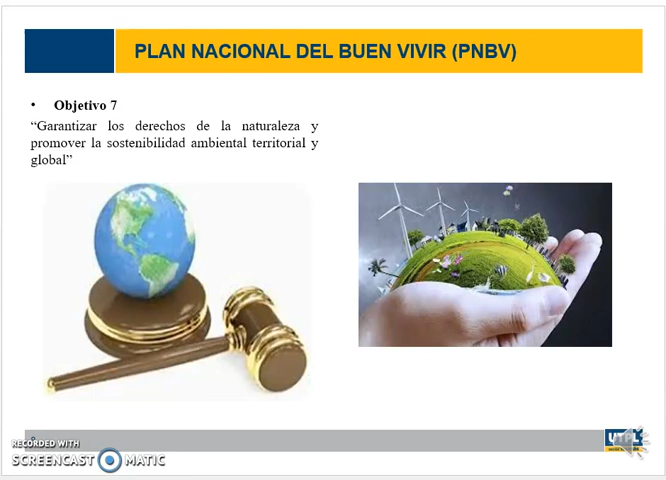 PLAN NACIONAL DEL BUEN VIVIR (PNBV)
• Objetivo 7
“Garantizar los derechos de la naturaleza y
promover la sostenibilidad ambiental territorial y
global”
RECORDED WITH
SCREENCAST MATIC
UTPL